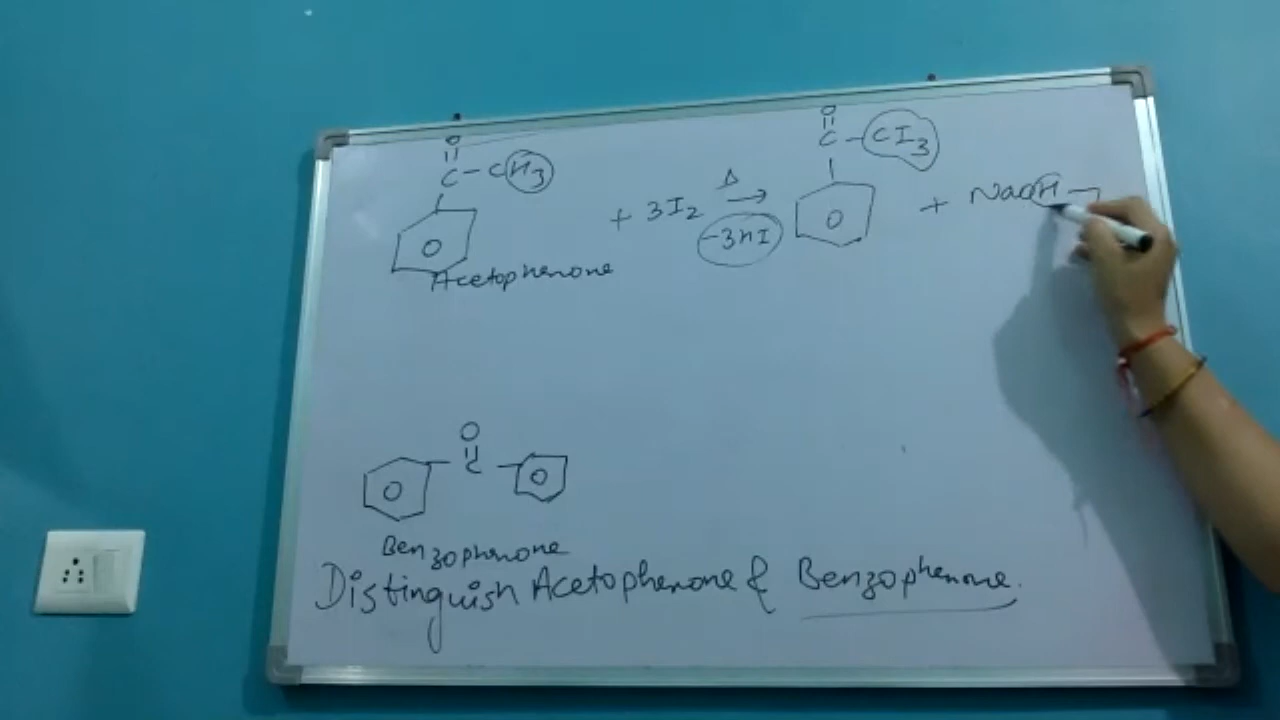 O
||
C - CH3
+ 3I2
Δ
→
-3HI
O
||
C - CI3
+ NaOH
Acetophenone
O
||
C
Benzophenone
Distinguish Acetophenone & Benzophenone.